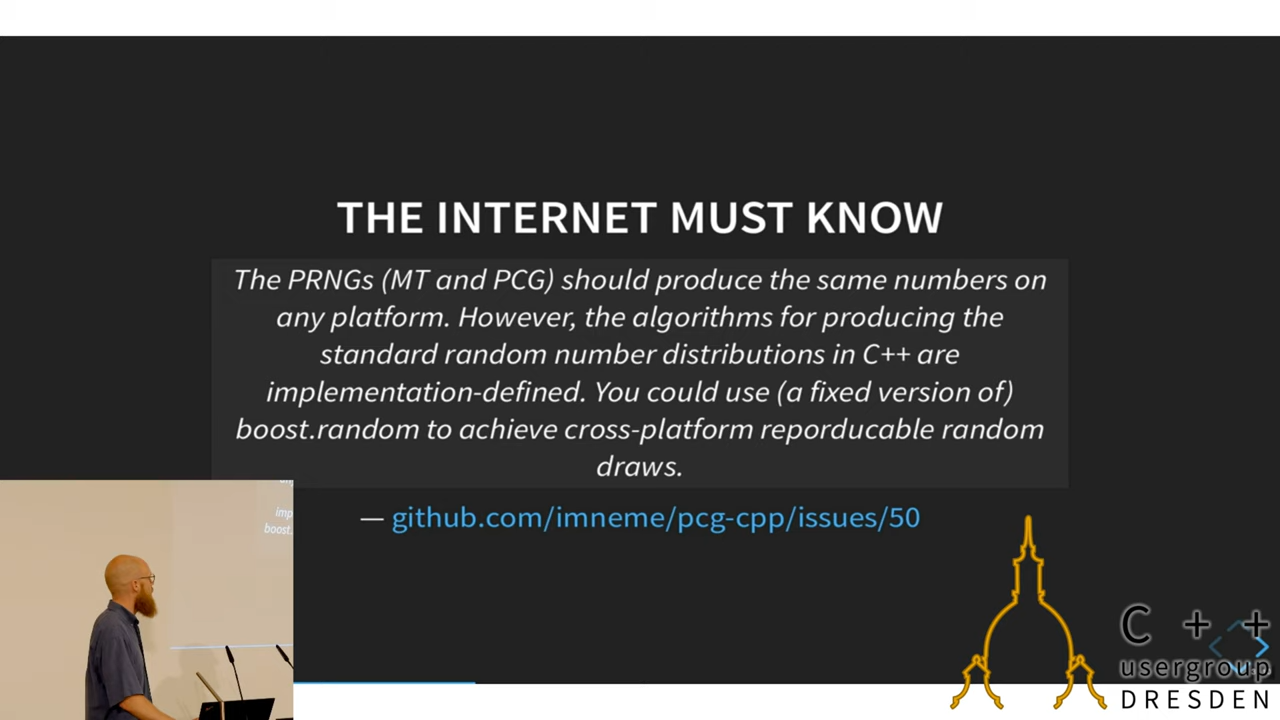 THE INTERNET MUST KNOW
The PRNGs (MT and PCG) should produce the same numbers on
any platform. However, the algorithms for producing the
standard random number distributions in C++ are
implementation-defined. You could use (a fixed version of)
boost.random to achieve cross-platform reporducable random
draws.
— github.com/imneme/pcg-cpp/issues/50
imp
boost.
C++
usergroup
DRESDEN